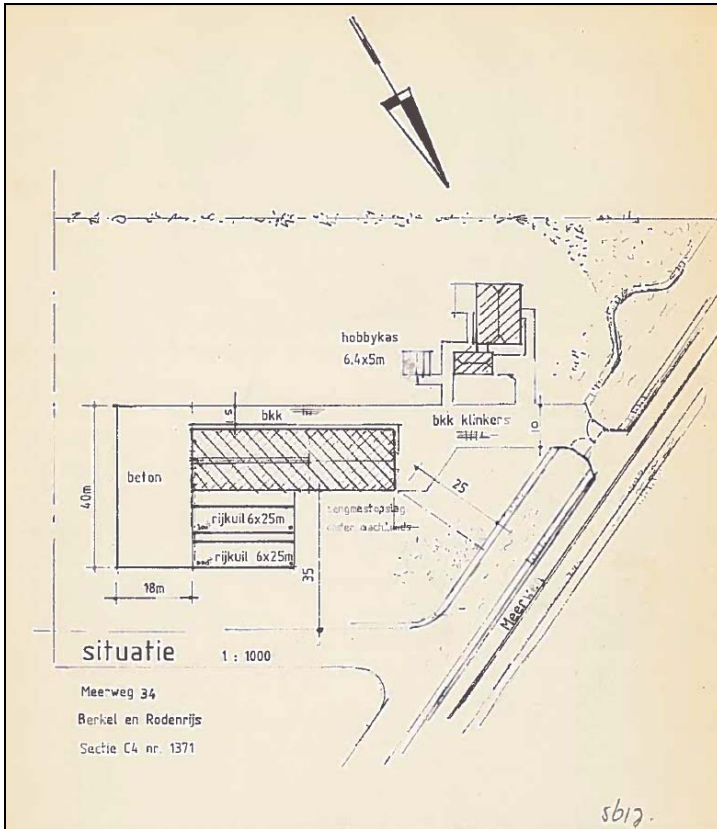 hobbykas
6.4x5m
bkk
bkk klinkers
40m
beton
25
rijkuil 6x25m
rijkuil 6x25m
35
18m
Meerweg
situatie 1 : 1000
Meerweg 34
Berkel en Rodenrijs
Sectie C4 nr. 1371